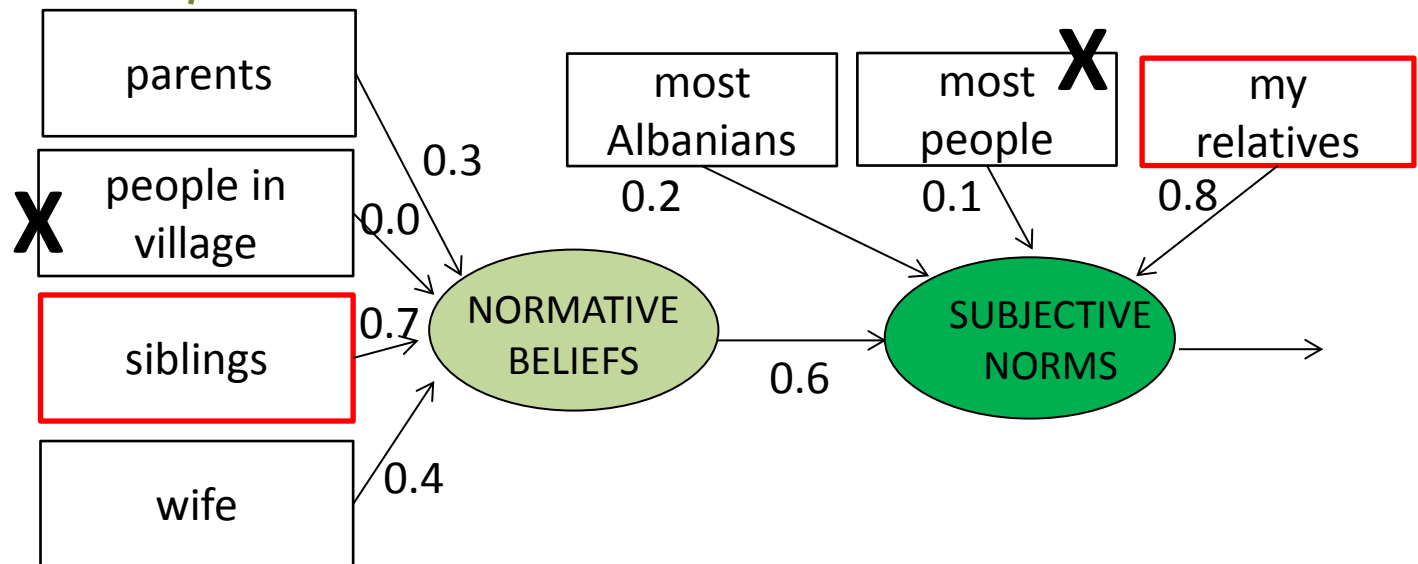 parents
0.3
people in
village
X
0.0
siblings
0.7
wife
0.4
NORMATIVE
BELIEFS
0.6
most
Albanians
0.2
most
people
X
0.1
my
relatives
0.8
SUBJECTIVE
NORMS